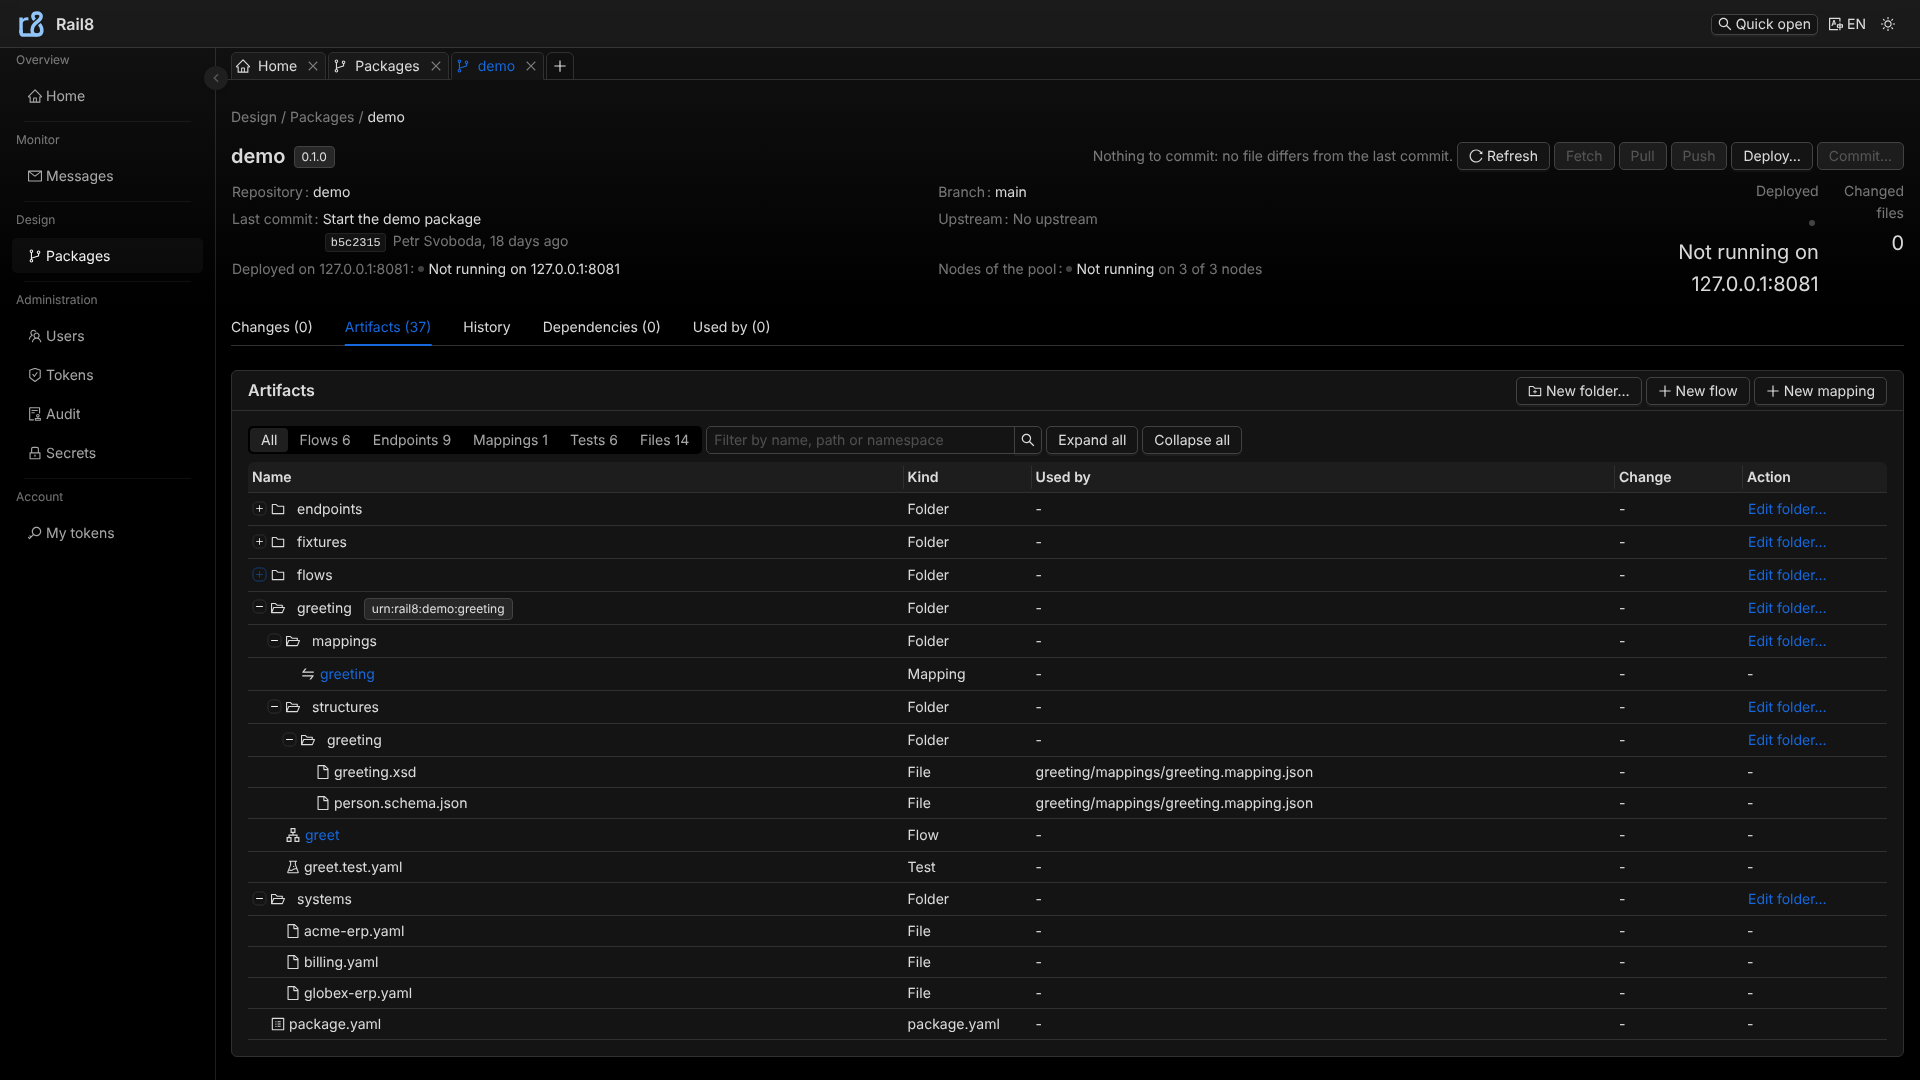 Rail8
Quick open
EN
Overview
Home
Monitor
Messages
Design
Packages
Administration
Users
Tokens
Audit
Secrets
Account
My tokens
Home
Packages
demo
Design / Packages / demo
demo 0.1.0
Nothing to commit: no file differs from the last commit.
Refresh Fetch Pull Push Deploy... Commit...
Repository: demo
Branch: main
Last commit: Start the demo package
b5c2315 Petr Svoboda, 18 days ago
Upstream: No upstream
Deployed on 127.0.0.1:8081: Not running on 127.0.0.1:8081
Nodes of the pool: Not running on 3 of 3 nodes
Deployed
Not running on
127.0.0.1:8081
Changed
files
0
Changes (0) Artifacts (37) History Dependencies (0) Used by (0)
Artifacts
New folder... New flow New mapping
All Flows 6 Endpoints 9 Mappings 1 Tests 6 Files 14 Filter by name, path or namespace Expand all Collapse all
Name Kind Used by Change Action
endpoints Folder - - Edit folder...
fixtures Folder - - Edit folder...
flows Folder - - Edit folder...
greeting urn:rail8:demo:greeting Folder - - Edit folder...
mappings Folder - - Edit folder...
greeting Mapping - - -
structures Folder - - Edit folder...
greeting Folder - - Edit folder...
greeting.xsd File greeting/mappings/greeting.mapping.json - -
person.schema.json File greeting/mappings/greeting.mapping.json - -
greet Flow - - -
greet.test.yaml Test - - -
systems Folder - - Edit folder...
acme-erp.yaml File - - -
billing.yaml File - - -
globex-erp.yaml File - - -
package.yaml package.yaml - - -